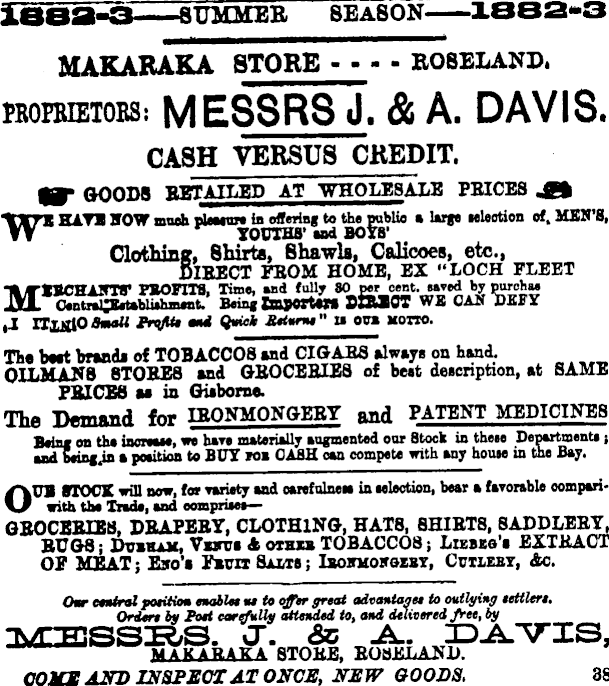 1882-3—SUMMER SEASON—1882-3
MAKARAKA STORE - - - - ROSELAND.
PROPRIETORS: MESSRS J. & A. DAVIS.
CASH VERSUS CREDIT.
GOODS RETAILED AT WHOLESALE PRICES
WE HAVE NOW much pleasure in offering to the public a large selection of, MEN'S,
YOUTHS' and BOYS'
Clothing, Shirts, Shawls, Calicoes, etc.,
DIRECT FROM HOME, EX "LOCH FLEET
MERCHANTS' PROFITS, Time, and fully 30 per cent. saved by purchas
Central Establishment. Being Importers DIRECT WE CAN DEFY
Small Profits and Quick Returns" IS OUR MOTTO.
The best brands of TOBACCOS and CIGARS always on hand.
OILMANS STORES and GROCERIES of best description, at SAME
PRICES as in Gisborne.
The Demand for IRONMONGERY and PATENT MEDICINES
Being on the increase, we have materially augmented our Stock in these Departments ;
and being in a position to BUY FOR CASH can compete with any house in the Bay.
OUR STOCK will now, for variety and carefulness in selection, bear a favorable compari-
with the Trade, and comprises—
GROCERIES, DRAPERY, CLOTH1NG, HATS, SHIRTS, SADDLERY,
RUGS ; DURHAM, VENUS & OTHER TOBACCOS ; LIEBEG'S EXTRACT
OF MEAT ; ENO'S FRUIT SALTS ; IRONMONGERY, CUTLERY, &c.
Our central position enables us to offer great advantages to outlying settlers.
Orders by Post carefully attended to, and delivered free, by
MESSRS. J. & A. DAVIS,
MAKARAKA STORE, ROSELAND.
COME AND INSPECT AT ONCE, NEW GOODS. 38